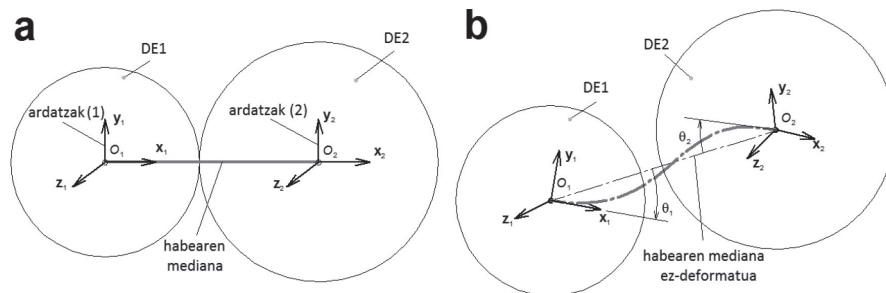 a
DE1
DE2
ardatzak (1)
ardatzak (2)
y1
y2
O1
x1
O2
x2
z1
z2
habearen
mediana
b
DE2
DE1
y2
O2
θ2
x2
z2
y1
O1
θ1
z1
x1
habearen mediana
ez-deformatua